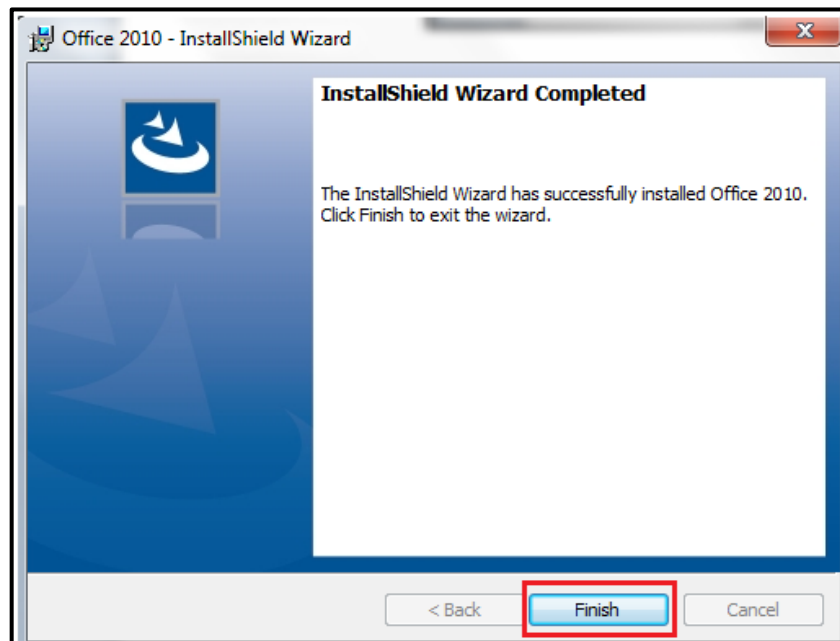 Office 2010 - InstallShield Wizard
InstallShield Wizard Completed
The InstallShield Wizard has successfully installed Office 2010.
Click Finish to exit the wizard.
< Back Finish Cancel